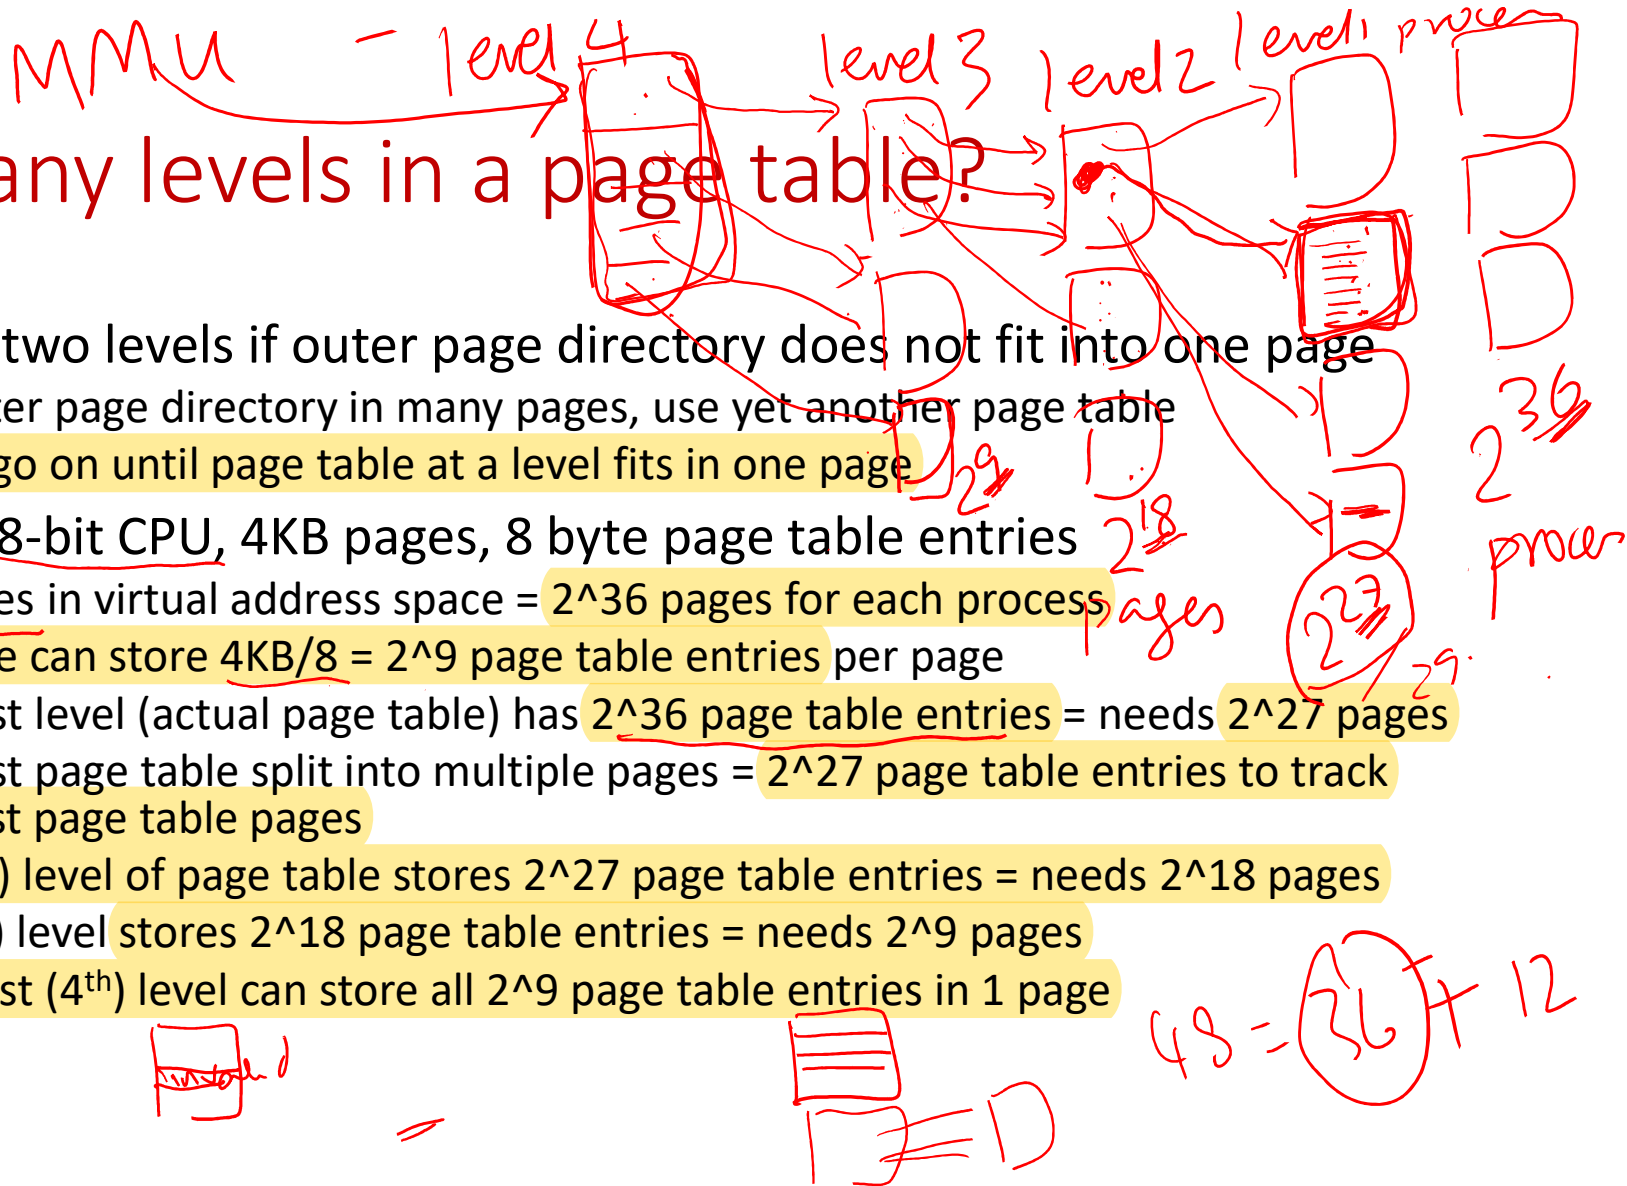 MMU - level 4 level 3 level 2 level 1 proces
any levels in a page table?
two levels if outer page directory does not fit into one page
ter page directory in many pages, use yet another page table
go on until page table at a level fits in one page
2^9
2^18
pages
2^36
proces
8-bit CPU, 4KB pages, 8 byte page table entries
es in virtual address space = 2^36 pages for each process
e can store 4KB/8 = 2^9 page table entries per page
2^27
/ 2^9.
st level (actual page table) has 2^36 page table entries = needs 2^27 pages
st page table split into multiple pages = 2^27 page table entries to track
st page table pages
) level of page table stores 2^27 page table entries = needs 2^18 pages
) level stores 2^18 page table entries = needs 2^9 pages
st (4th) level can store all 2^9 page table entries in 1 page
48 = 36 + 12
invalid